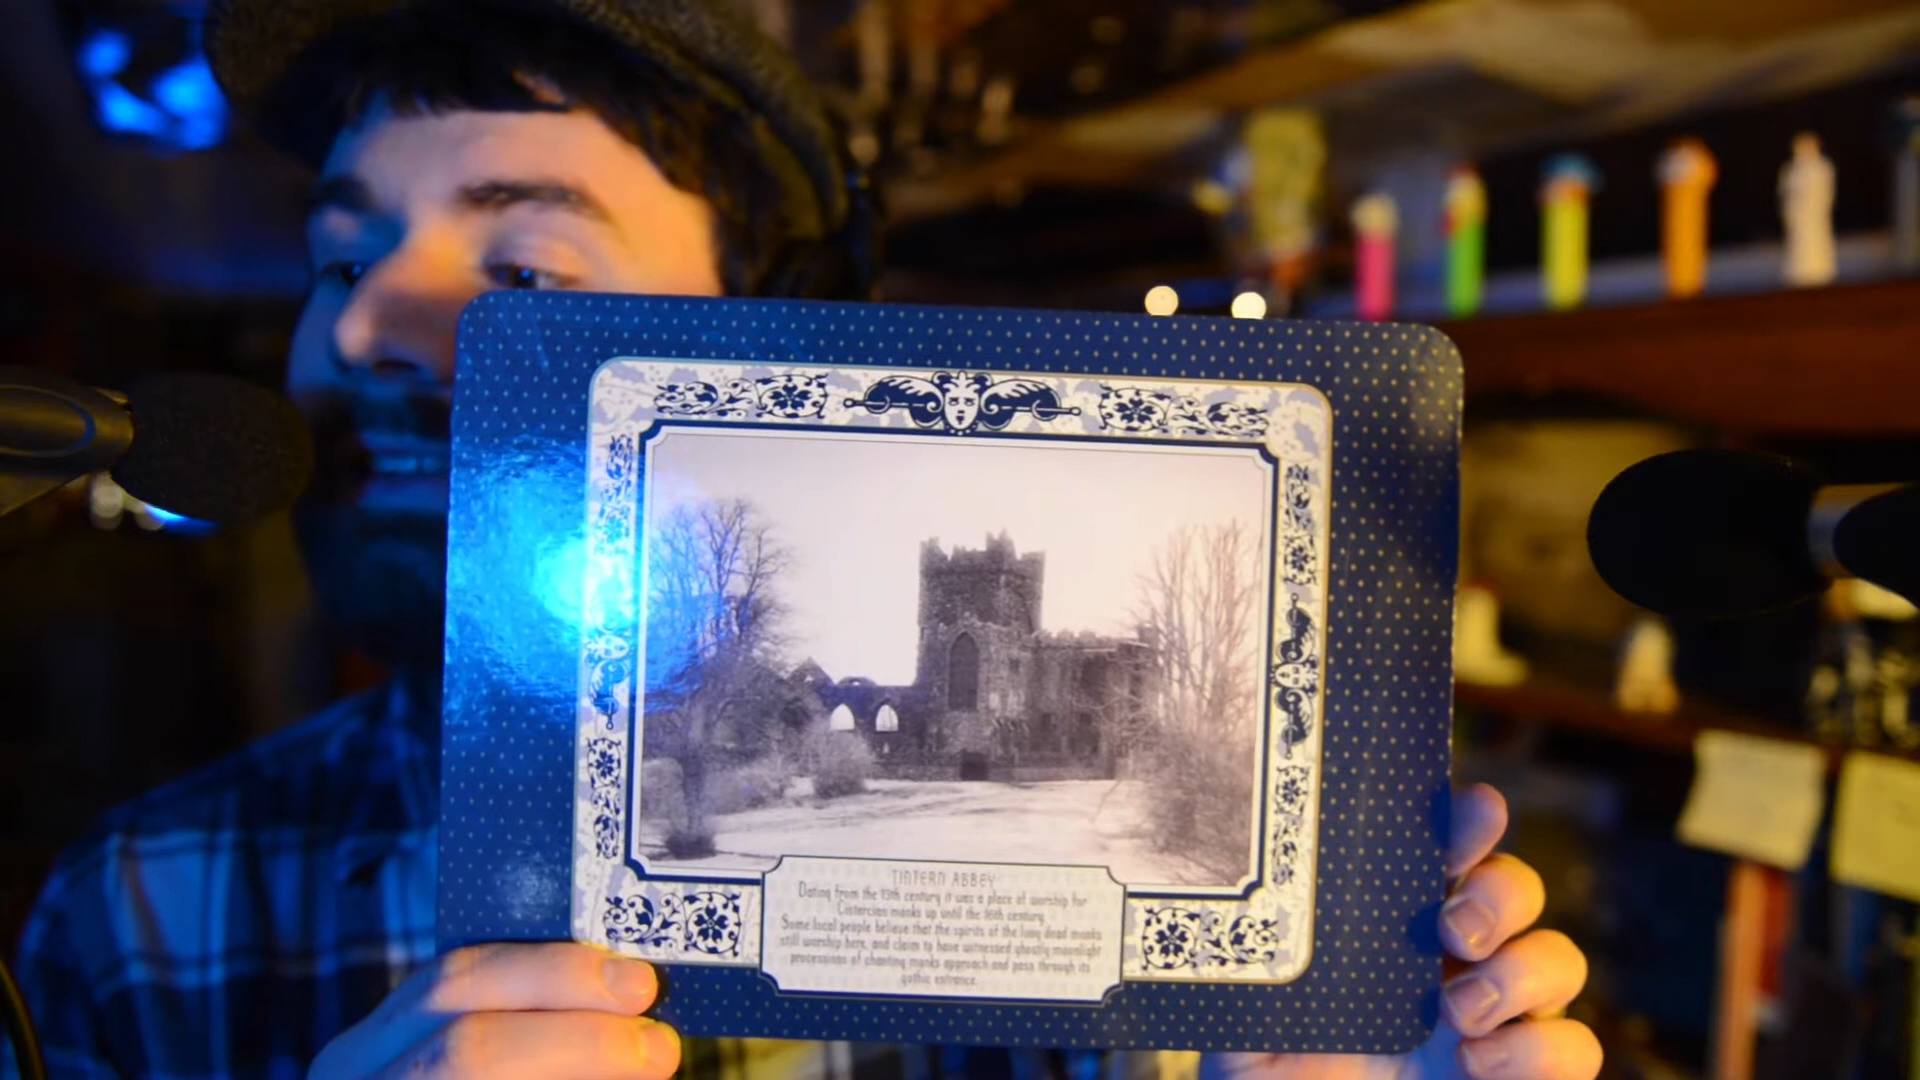 TINTERN ABBEY
Dating from the 13th century it was a place of worship for
Cistercian monks up until the 16th century.
Some local people believe that the spirits of the long dead monks
still worship here, and claim to have witnessed ghostly moonlight
processions of chanting monks approach and pass through its
gothic entrance.